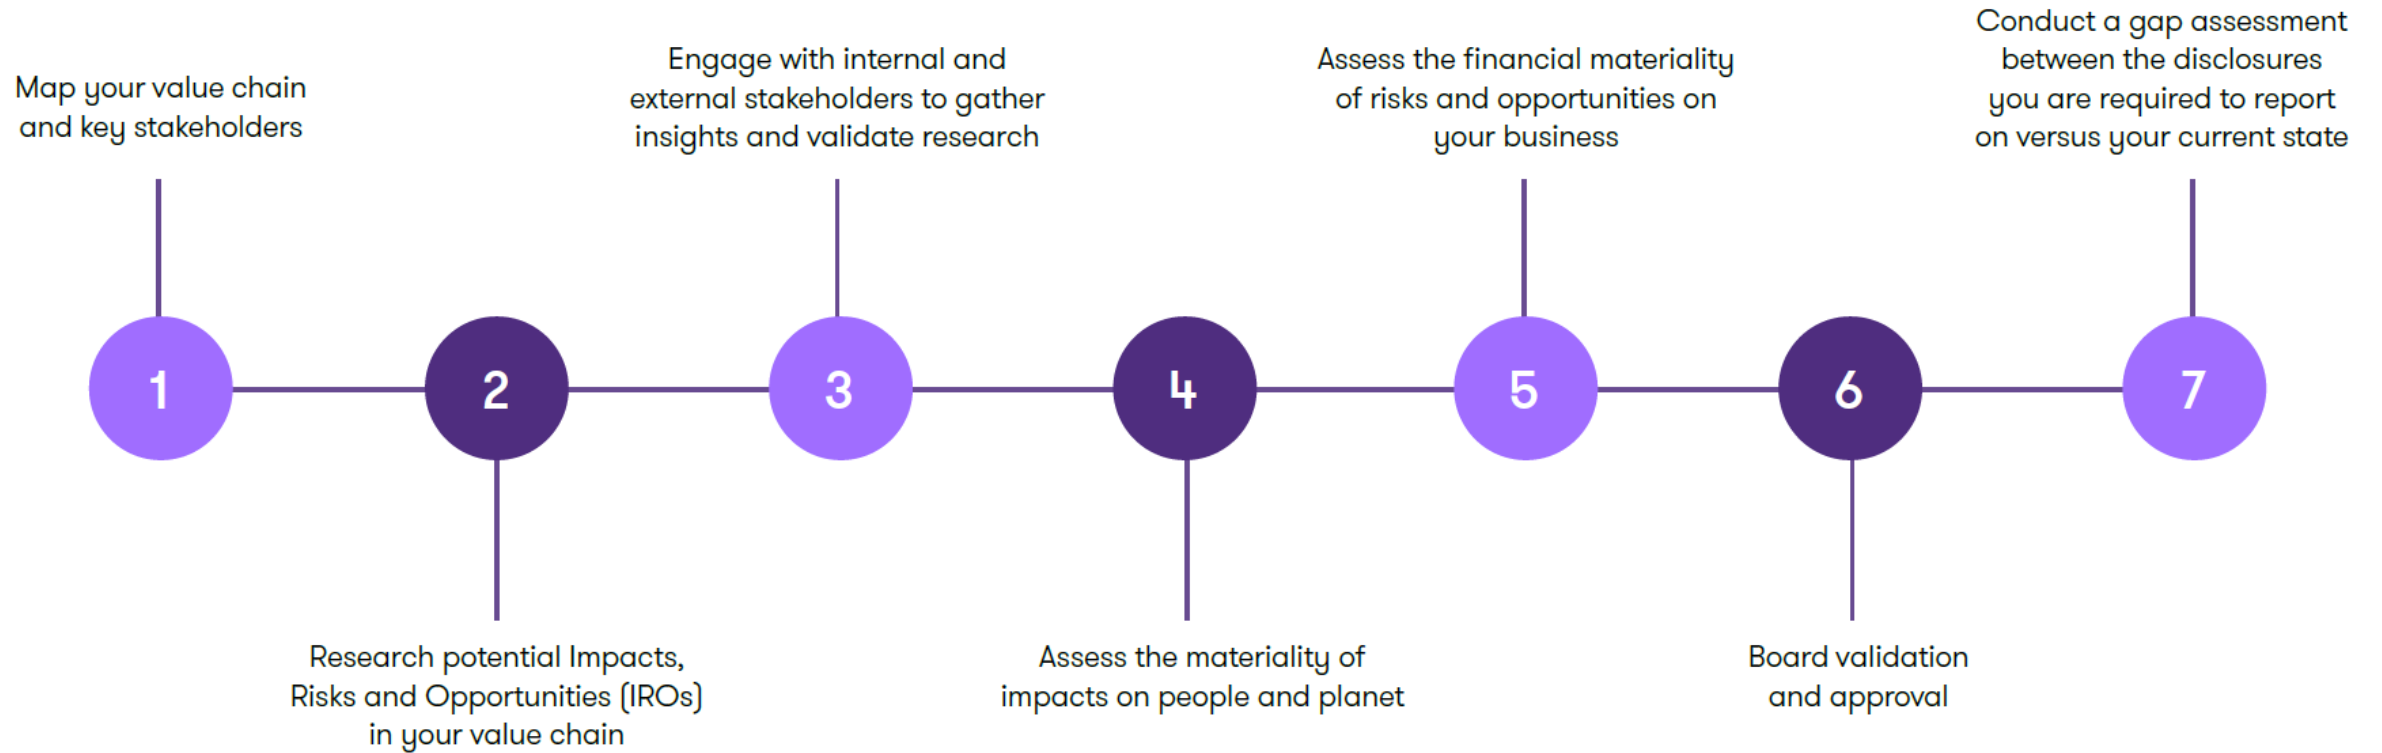 Map your value chain
and key stakeholders
Engage with internal and
external stakeholders to gather
insights and validate research
Assess the financial materiality
of risks and opportunities on
your business
Conduct a gap assessment
between the disclosures
you are required to report
on versus your current state
1
2
3
4
5
6
7
Research potential Impacts,
Risks and Opportunities (IROs)
in your value chain
Assess the materiality of
impacts on people and planet
Board validation
and approval